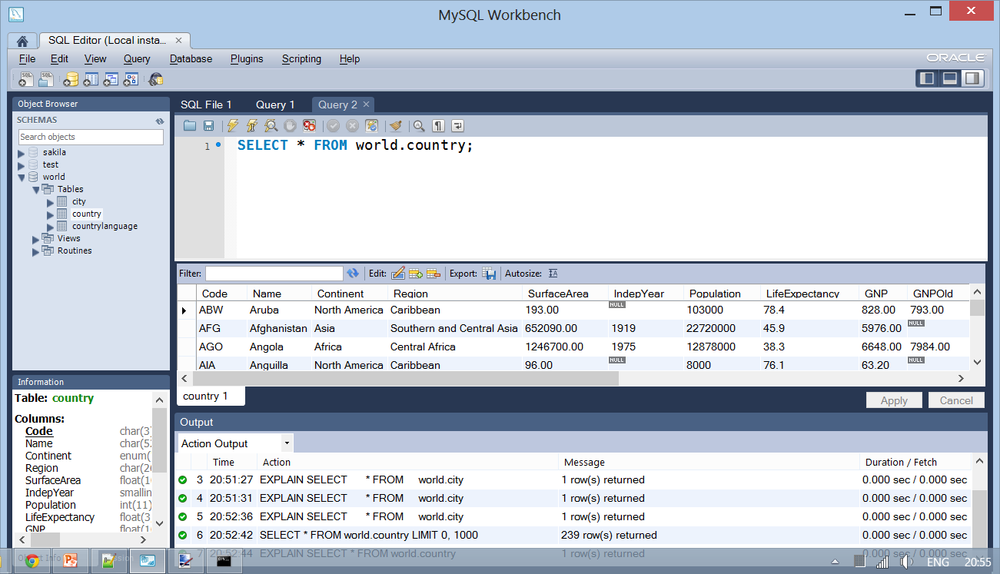 MySQL Workbench
SQL Editor (Local insta...
File Edit View Query Database Plugins Scripting Help
ORACLE
Object Browser
SCHEMAS
Search objects
sakila
test
world
Tables
city
country
countrylanguage
Views
Routines
SQL File 1 Query 1 Query 2
1 SELECT * FROM world.country;
Filter: Edit: Export: Autosize:
Code Name Continent Region SurfaceArea IndepYear Population LifeExpectancy GNP GNPOld
ABW Aruba North America Caribbean 193.00 NULL 103000 78.4 828.00 793.00
AFG Afghanistan Asia Southern and Central Asia 652090.00 1919 22720000 45.9 5976.00 NULL
AGO Angola Africa Central Africa 1246700.00 1975 12878000 38.3 6648.00 7984.00
AIA Anguilla North America Caribbean 96.00 NULL 8000 76.1 63.20 NULL
country 1
Apply Cancel
Information
Table: country
Columns:
Code char(3)
Name char(5
Continent enum(
Region char(2
SurfaceArea float(1
IndepYear smallin
Population int(11)
LifeExpectancy float(3
GNP float(1
Output
Action Output
Time Action Message Duration / Fetch
3 20:51:27 EXPLAIN SELECT * FROM world.city 1 row(s) returned 0.000 sec / 0.000 sec
4 20:51:31 EXPLAIN SELECT * FROM world.city 1 row(s) returned 0.000 sec / 0.000 sec
5 20:52:36 EXPLAIN SELECT * FROM world.city 1 row(s) returned 0.000 sec / 0.000 sec
6 20:52:42 SELECT * FROM world.country LIMIT 0, 1000 239 row(s) returned 0.000 sec / 0.000 sec
7 20:52:44 EXPLAIN SELECT * FROM world.country 1 row(s) returned 0.000 sec / 0.000 sec
ENG 20:55